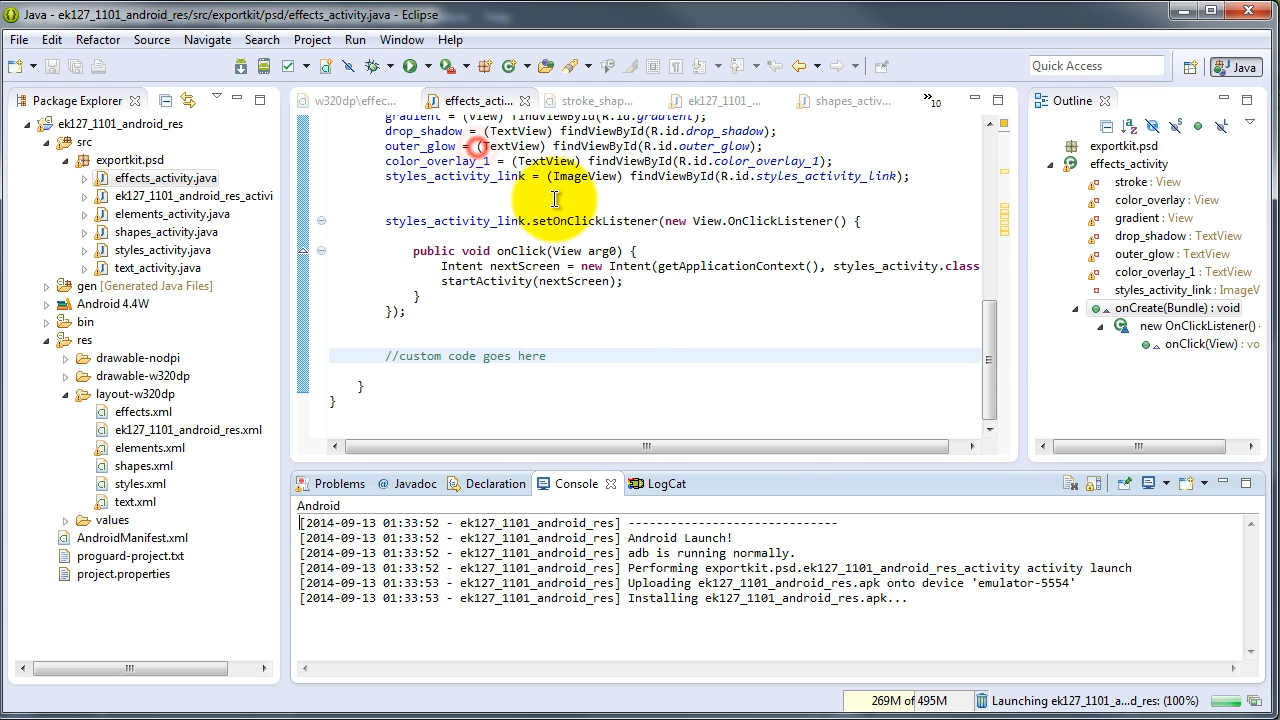 Java - ek127_1101_android_res/src/exportkit/psd/effects_activity.java - Eclipse
File Edit Refactor Source Navigate Search Project Run Window Help
Quick Access
Java
Package Explorer
w320dp/effec...
effects_acti...
stroke_shap...
ek127_1101_...
shapes_activ...
»10
Outline
ek127_1101_android_res
src
exportkit.psd
effects_activity.java
ek127_1101_android_res_activi
elements_activity.java
shapes_activity.java
styles_activity.java
text_activity.java
gen [Generated Java Files]
Android 4.4W
bin
res
drawable-nodpi
drawable-w320dp
layout-w320dp
effects.xml
ek127_1101_android_res.xml
elements.xml
shapes.xml
styles.xml
text.xml
values
AndroidManifest.xml
proguard-project.txt
project.properties
gradient = (View) findViewById(R.id.gradient);
drop_shadow = (TextView) findViewById(R.id.drop_shadow);
outer_glow = (TextView) findViewById(R.id.outer_glow);
color_overlay_1 = (TextView) findViewById(R.id.color_overlay_1);
styles_activity_link = (ImageView) findViewById(R.id.styles_activity_link);
styles_activity_link.setOnClickListener(new View.OnClickListener() {
public void onClick(View arg0) {
Intent nextScreen = new Intent(getApplicationContext(), styles_activity.class
startActivity(nextScreen);
}
});
//custom code goes here
}
}
exportkit.psd
effects_activity
stroke : View
color_overlay : View
gradient : View
drop_shadow : TextView
outer_glow : TextView
color_overlay_1 : TextView
styles_activity_link : ImageV
onCreate(Bundle) : void
new OnClickListener()
onClick(View) : vo
Problems
@ Javadoc
Declaration
Console
LogCat
Android
[2014-09-13 01:33:52 - ek127_1101_android_res] ------------------------------
[2014-09-13 01:33:52 - ek127_1101_android_res] Android Launch!
[2014-09-13 01:33:52 - ek127_1101_android_res] adb is running normally.
[2014-09-13 01:33:52 - ek127_1101_android_res] Performing exportkit.psd.ek127_1101_android_res_activity activity launch
[2014-09-13 01:33:53 - ek127_1101_android_res] Uploading ek127_1101_android_res.apk onto device 'emulator-5554'
[2014-09-13 01:33:53 - ek127_1101_android_res] Installing ek127_1101_android_res.apk...
269M of 495M
Launching ek127_1101_a...d_res: (100%)